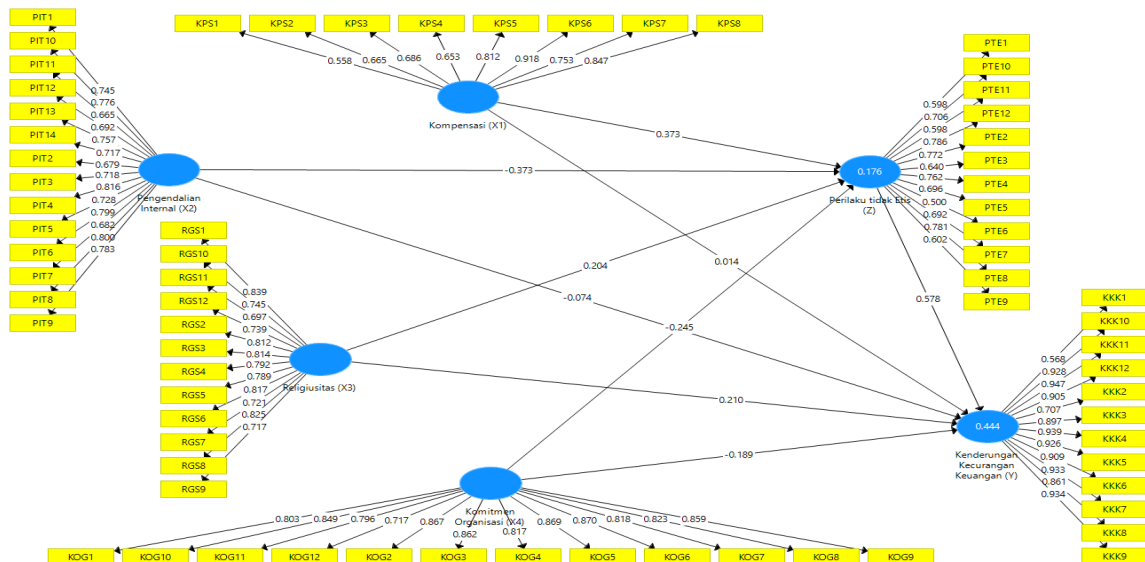 KPS1
KPS2
KPS3
KPS4
KPS5
KPS6
KPS7
KPS8
0.558
0.665
0.686
0.653
0.812
0.918
0.753
0.847
Kompensasi (X1)
PIT1
PIT10
PIT11
PIT12
PIT13
PIT14
PIT2
PIT3
PIT4
PIT5
PIT6
PIT7
PIT8
PIT9
0.745
0.776
0.665
0.692
0.757
0.717
0.679
0.718
0.816
0.728
0.799
0.682
0.800
0.783
Pengendalian
Internal (X2)
RGS1
RGS10
RGS11
RGS12
RGS2
RGS3
RGS4
RGS5
RGS6
RGS7
RGS8
RGS9
0.839
0.745
0.697
0.739
0.812
0.814
0.792
0.789
0.817
0.721
0.825
0.717
Religiusitas (X3)
0.373
-0.373
0.204
0.014
-0.074
-0.245
0.210
-0.189
0.578
0.176
Perilaku tidak Etis
(Z)
PTE1
PTE10
PTE11
PTE12
PTE2
PTE3
PTE4
PTE5
PTE6
PTE7
PTE8
PTE9
0.598
0.706
0.598
0.786
0.772
0.640
0.762
0.696
0.500
0.692
0.781
0.602
0.444
Kenderungan
Kecurangan
Keuangan (Y)
KKK1
KKK10
KKK11
KKK12
KKK2
KKK3
KKK4
KKK5
KKK6
KKK7
KKK8
KKK9
0.568
0.928
0.947
0.905
0.707
0.897
0.939
0.926
0.909
0.933
0.861
0.934
Komitmen
Organisasi (X4)
0.803
0.849
0.796
0.717
0.867
0.862
0.817
0.869
0.870
0.818
0.823
0.859
KOG1
KOG10
KOG11
KOG12
KOG2
KOG3
KOG4
KOG5
KOG6
KOG7
KOG8
KOG9